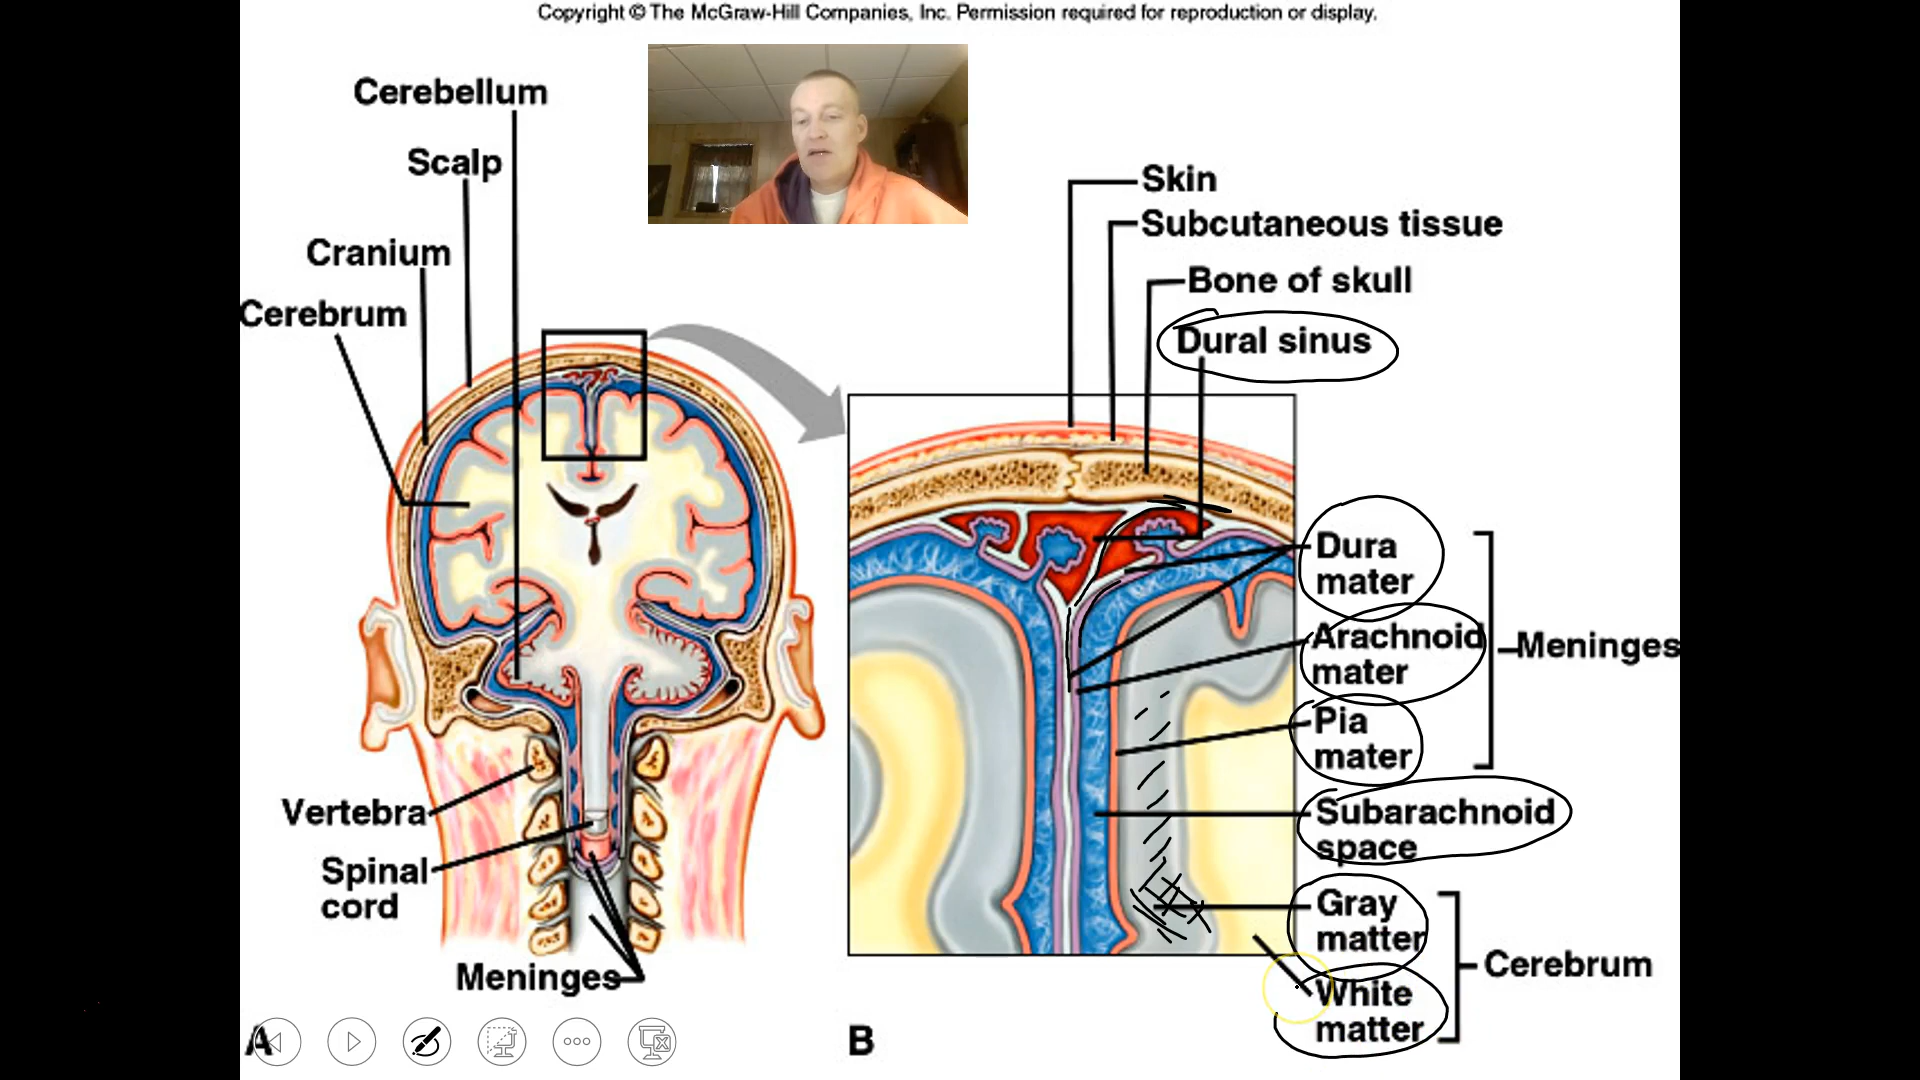 Copyright © The McGraw-Hill Companies, Inc. Permission required for reproduction or display.
Cerebellum
Scalp
Cranium
Cerebrum
Vertebra
Spinal
cord
Meninges
A
Skin
Subcutaneous tissue
Bone of skull
Dural sinus
Dura
mater
Arachnoid
mater
Pia
mater
Meninges
Subarachnoid
space
Gray
matter
White
matter
Cerebrum
B